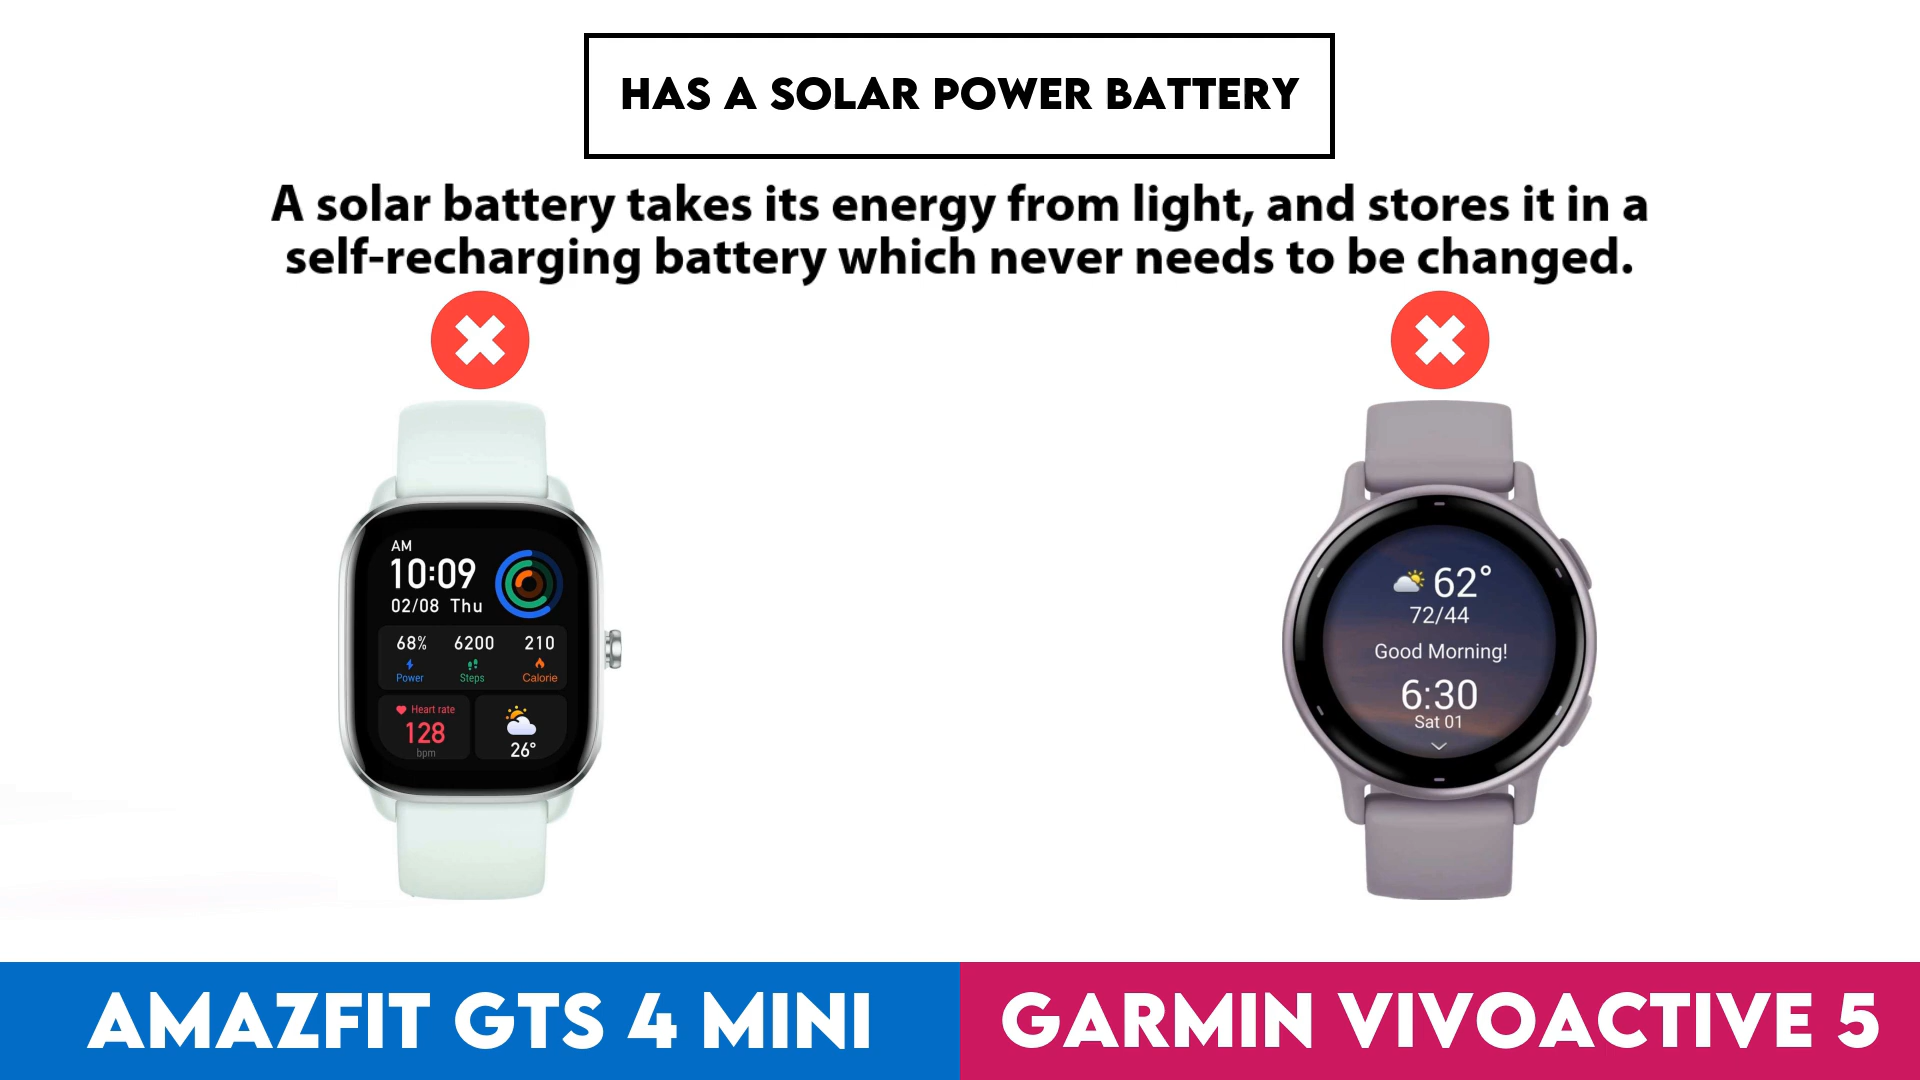 HAS A SOLAR POWER BATTERY
A solar battery takes its energy from light, and stores it in a
self-recharging battery which never needs to be changed.
AM
10:09
02/08 Thu
68% 6200 210
Power Steps Calorie
Heart rate
128
bpm
26°
62°
72/44
Good Morning!
6:30
Sat 01
AMAZFIT GTS 4 MINI
GARMIN VIVOACTIVE 5